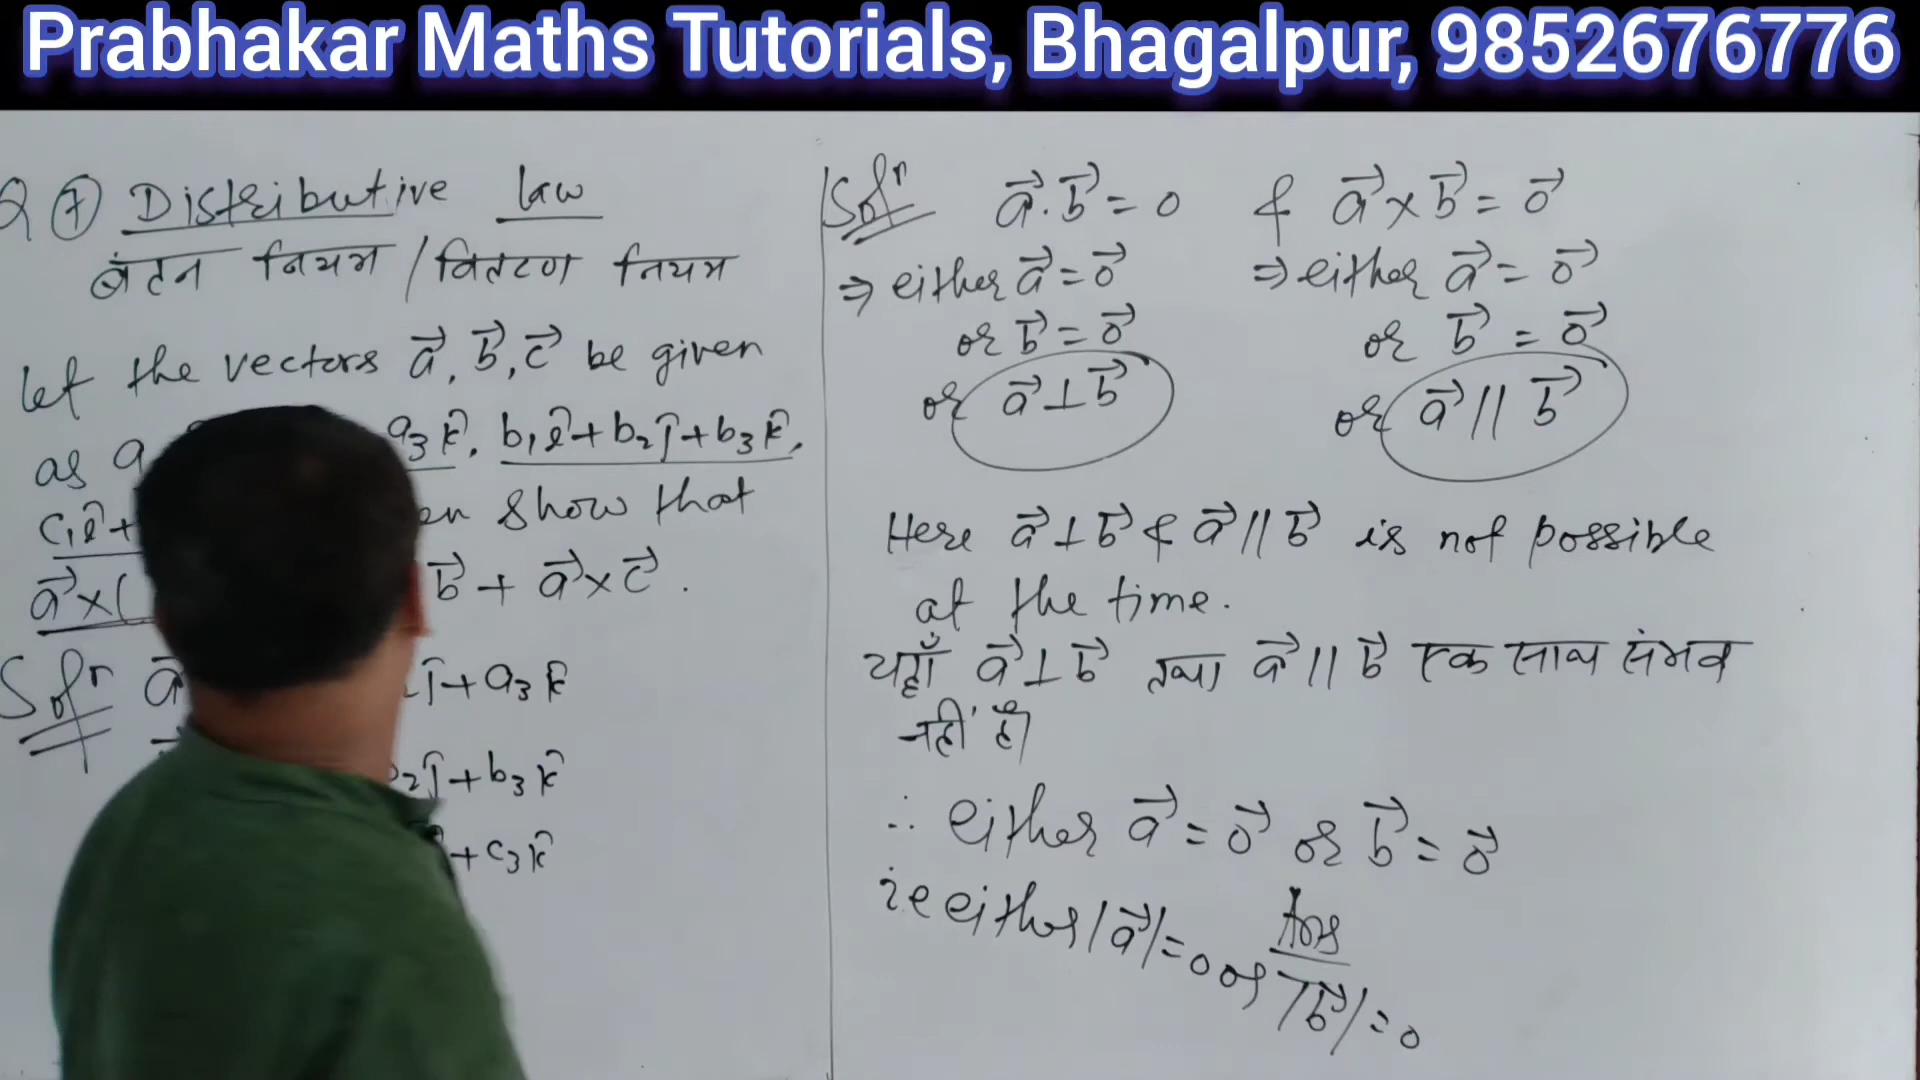 Prabhakar Maths Tutorials, Bhagalpur, 9852676776
Q 7 Distributive law
बंटन नियम / वितरण नियम
let the vectors a⃗, b⃗, c⃗ be given
as a a₃k̂, b₁î+b₂ĵ+b₃k̂,
c₁î+ en show that
a⃗×( b⃗ + a⃗×c⃗.
Solⁿ a⃗ ĵ+a₃k̂
₂ĵ+b₃k̂
+c₃k̂
Solⁿ a⃗.b⃗=0 & a⃗×b⃗=0⃗
⇒ either a⃗=0⃗ ⇒ either a⃗=0⃗
or b⃗=0⃗ or b⃗=0⃗
or a⃗⊥b⃗ or a⃗//b⃗
Here a⃗⊥b⃗ & a⃗//b⃗ is not possible
at the time.
यहाँ a⃗⊥b⃗ तथा a⃗//b⃗ एक साथ संभव
नहीं है।
∴ either a⃗=0⃗ or b⃗=0⃗
ie either |a⃗|=0 or |b⃗|=0
Ans